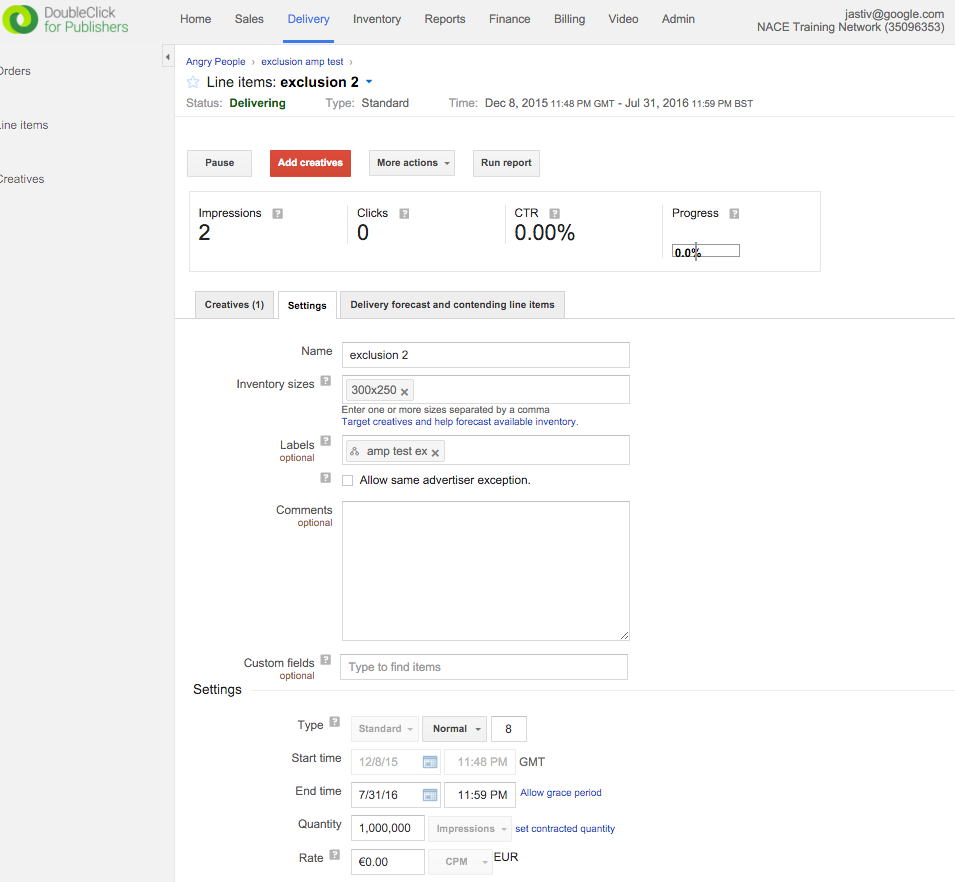 DoubleClick
for Publishers
Home Sales Delivery Inventory Reports Finance Billing Video Admin
jastiv@google.com
NACE Training Network (35096353)
Orders
Line items
Creatives
Angry People › exclusion amp test ›
Line items: exclusion 2
Status: Delivering Type: Standard Time: Dec 8, 2015 11:48 PM GMT - Jul 31, 2016 11:59 PM BST
Pause Add creatives More actions Run report
Impressions ? Clicks ? CTR ? Progress ?
2 0 0.00% 0.0%
Creatives (1) Settings Delivery forecast and contending line items
Name exclusion 2
Inventory sizes ? 300x250 x
Enter one or more sizes separated by a comma
Target creatives and help forecast available inventory.
Labels ? amp test ex x
optional
? Allow same advertiser exception.
Comments
optional
Custom fields ? Type to find items
optional
Settings
Type ? Standard Normal 8
Start time 12/8/15 11:48 PM GMT
End time 7/31/16 11:59 PM Allow grace period
Quantity 1,000,000 Impressions set contracted quantity
Rate ? €0.00 CPM EUR